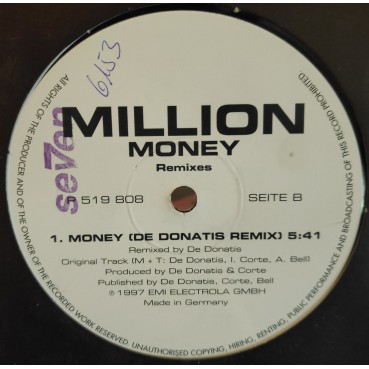 All RIGHTS OF THE PRODUCER AND OF THE OWNER OF THE RECORDED WORK RESERVED. UNAUTHORISED COPYING, HIRING, RENTING, PUBLIC PERFORMANCE AND BROADCASTING OF THIS RECORD PROHIBITED
6153
seven
MILLION
MONEY
Remixes
P 519 808
SEITE B
1. MONEY (DE DONATIS REMIX) 5:41
Remixed by De Donatis
Original Track (M + T: De Donatis, I. Corte, A. Bell)
Produced by De Donatis & Corte
Published by De Donatis, Corte, Bell
℗ 1997 EMI ELECTROLA GMBH
Made in Germany